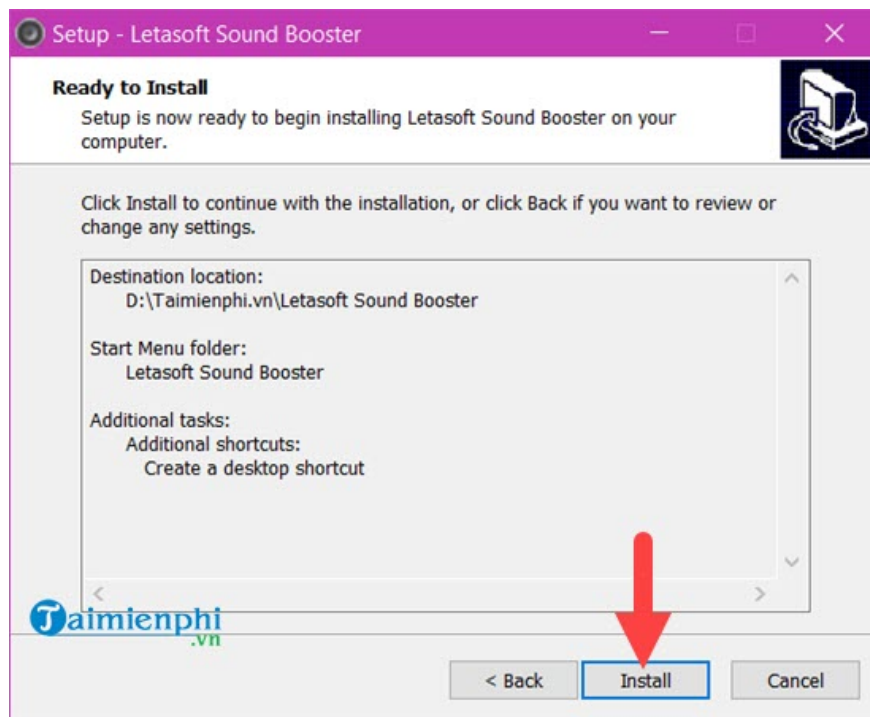 Setup - Letasoft Sound Booster
Ready to Install
Setup is now ready to begin installing Letasoft Sound Booster on your
computer.
Click Install to continue with the installation, or click Back if you want to review or
change any settings.
Destination location:
D:\Taimienphi.vn\Letasoft Sound Booster
Start Menu folder:
Letasoft Sound Booster
Additional tasks:
Additional shortcuts:
Create a desktop shortcut
Taimienphi
.vn
< Back Install Cancel